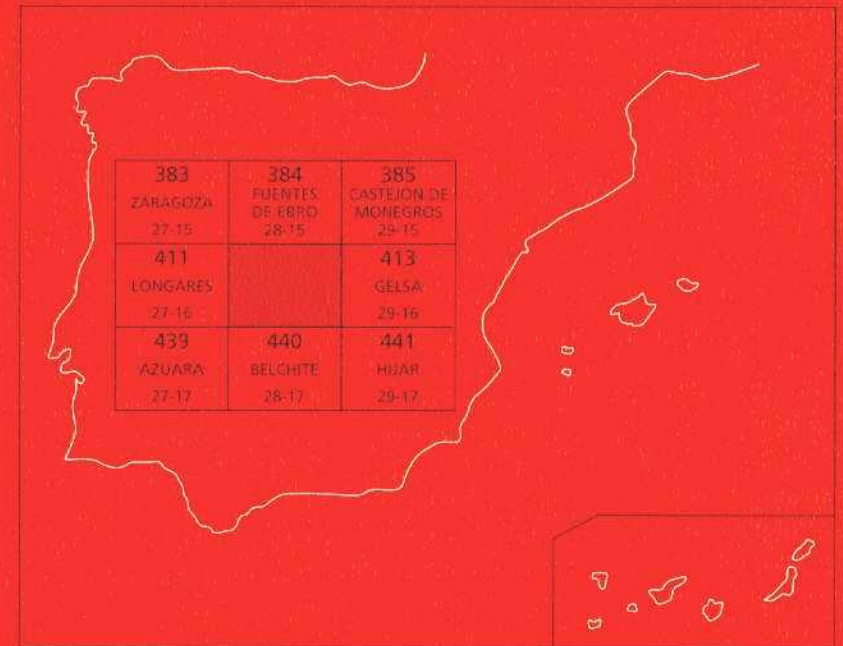 383
ZARAGOZA
27-15
384
FUENTES
DE EBRO
28-15
385
CASTEJON DE
MONEGROS
29-15
411
LONGARES
27-16
413
GELSA
29-16
439
AZUARA
27-17
440
BELCHITE
28-17
441
HIJAR
29-17